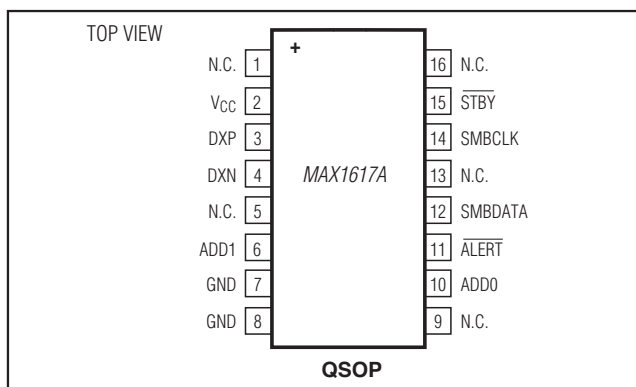 TOP VIEW
+
N.C. 1 16 N.C.
VCC 2 15 STBY
DXP 3 14 SMBCLK
DXN 4 MAX1617A 13 N.C.
N.C. 5 12 SMBDATA
ADD1 6 11 ALERT
GND 7 10 ADD0
GND 8 9 N.C.
QSOP